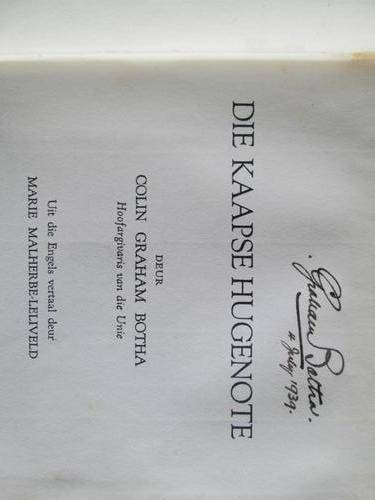 C. Graham Botha.
4 July 1939.
DIE KAAPSE HUGENOTE
DEUR
COLIN GRAHAM BOTHA
Hoofargivaris van die Unie
Uit die Engels vertaal deur
MARIE MALHERBE-LELIVELD